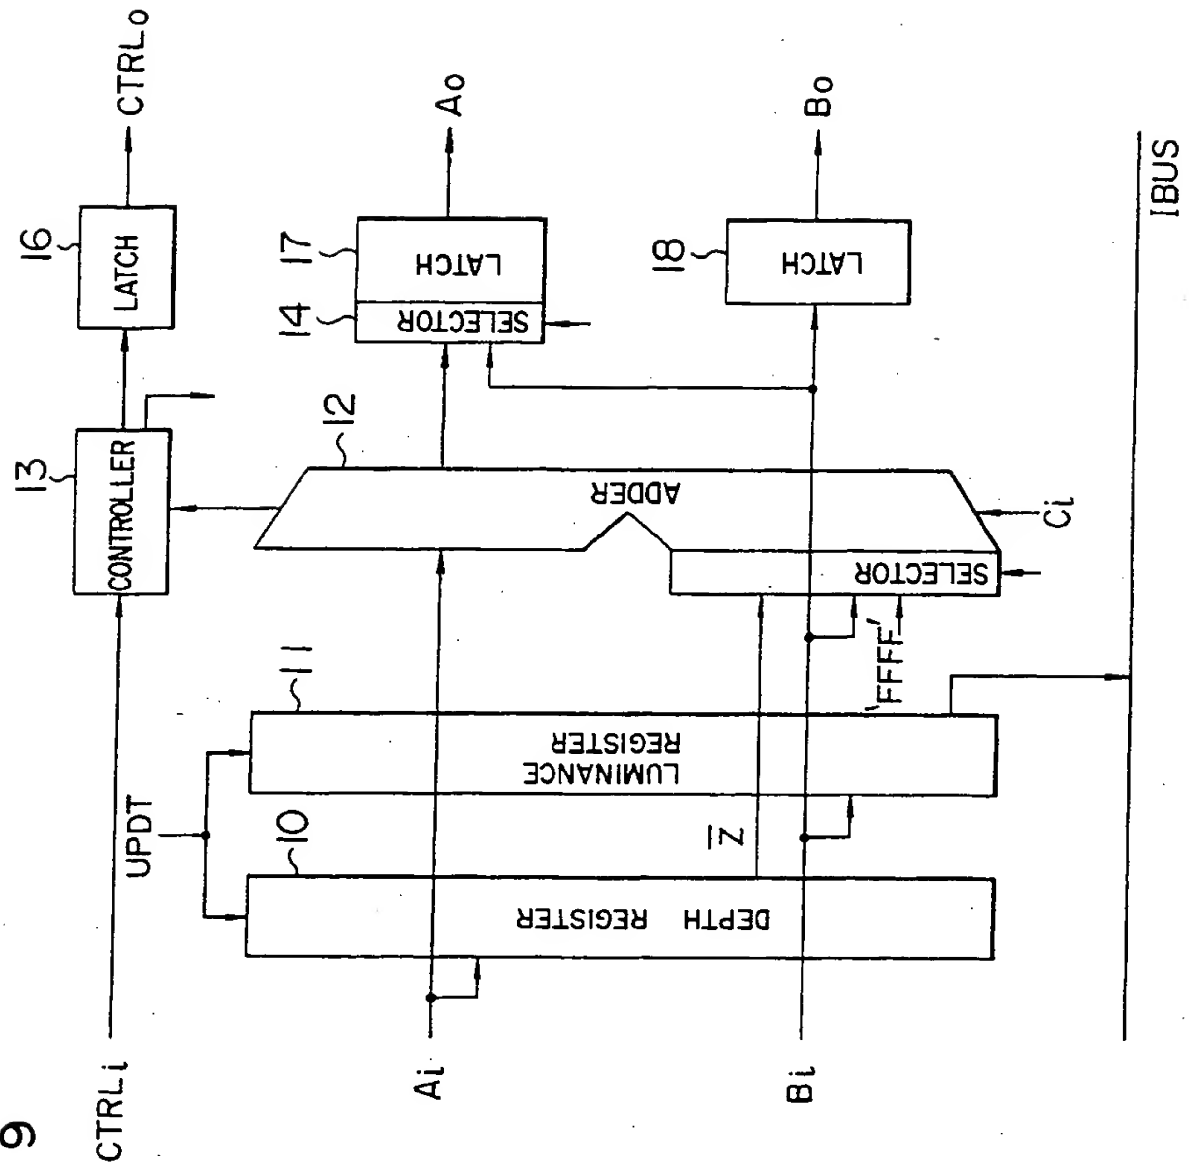 9
CTRLi
CTRLo
16
LATCH
13
CONTROLLER
UPDT
Ai
Ao
17
LATCH
14
SELECTOR
12
ADDER
11
LUMINANCE
REGISTER
10
DEPTH REGISTER
Z̅
Bi
Bo
18
LATCH
SELECTOR
'FFFF'
Ci
IBUS